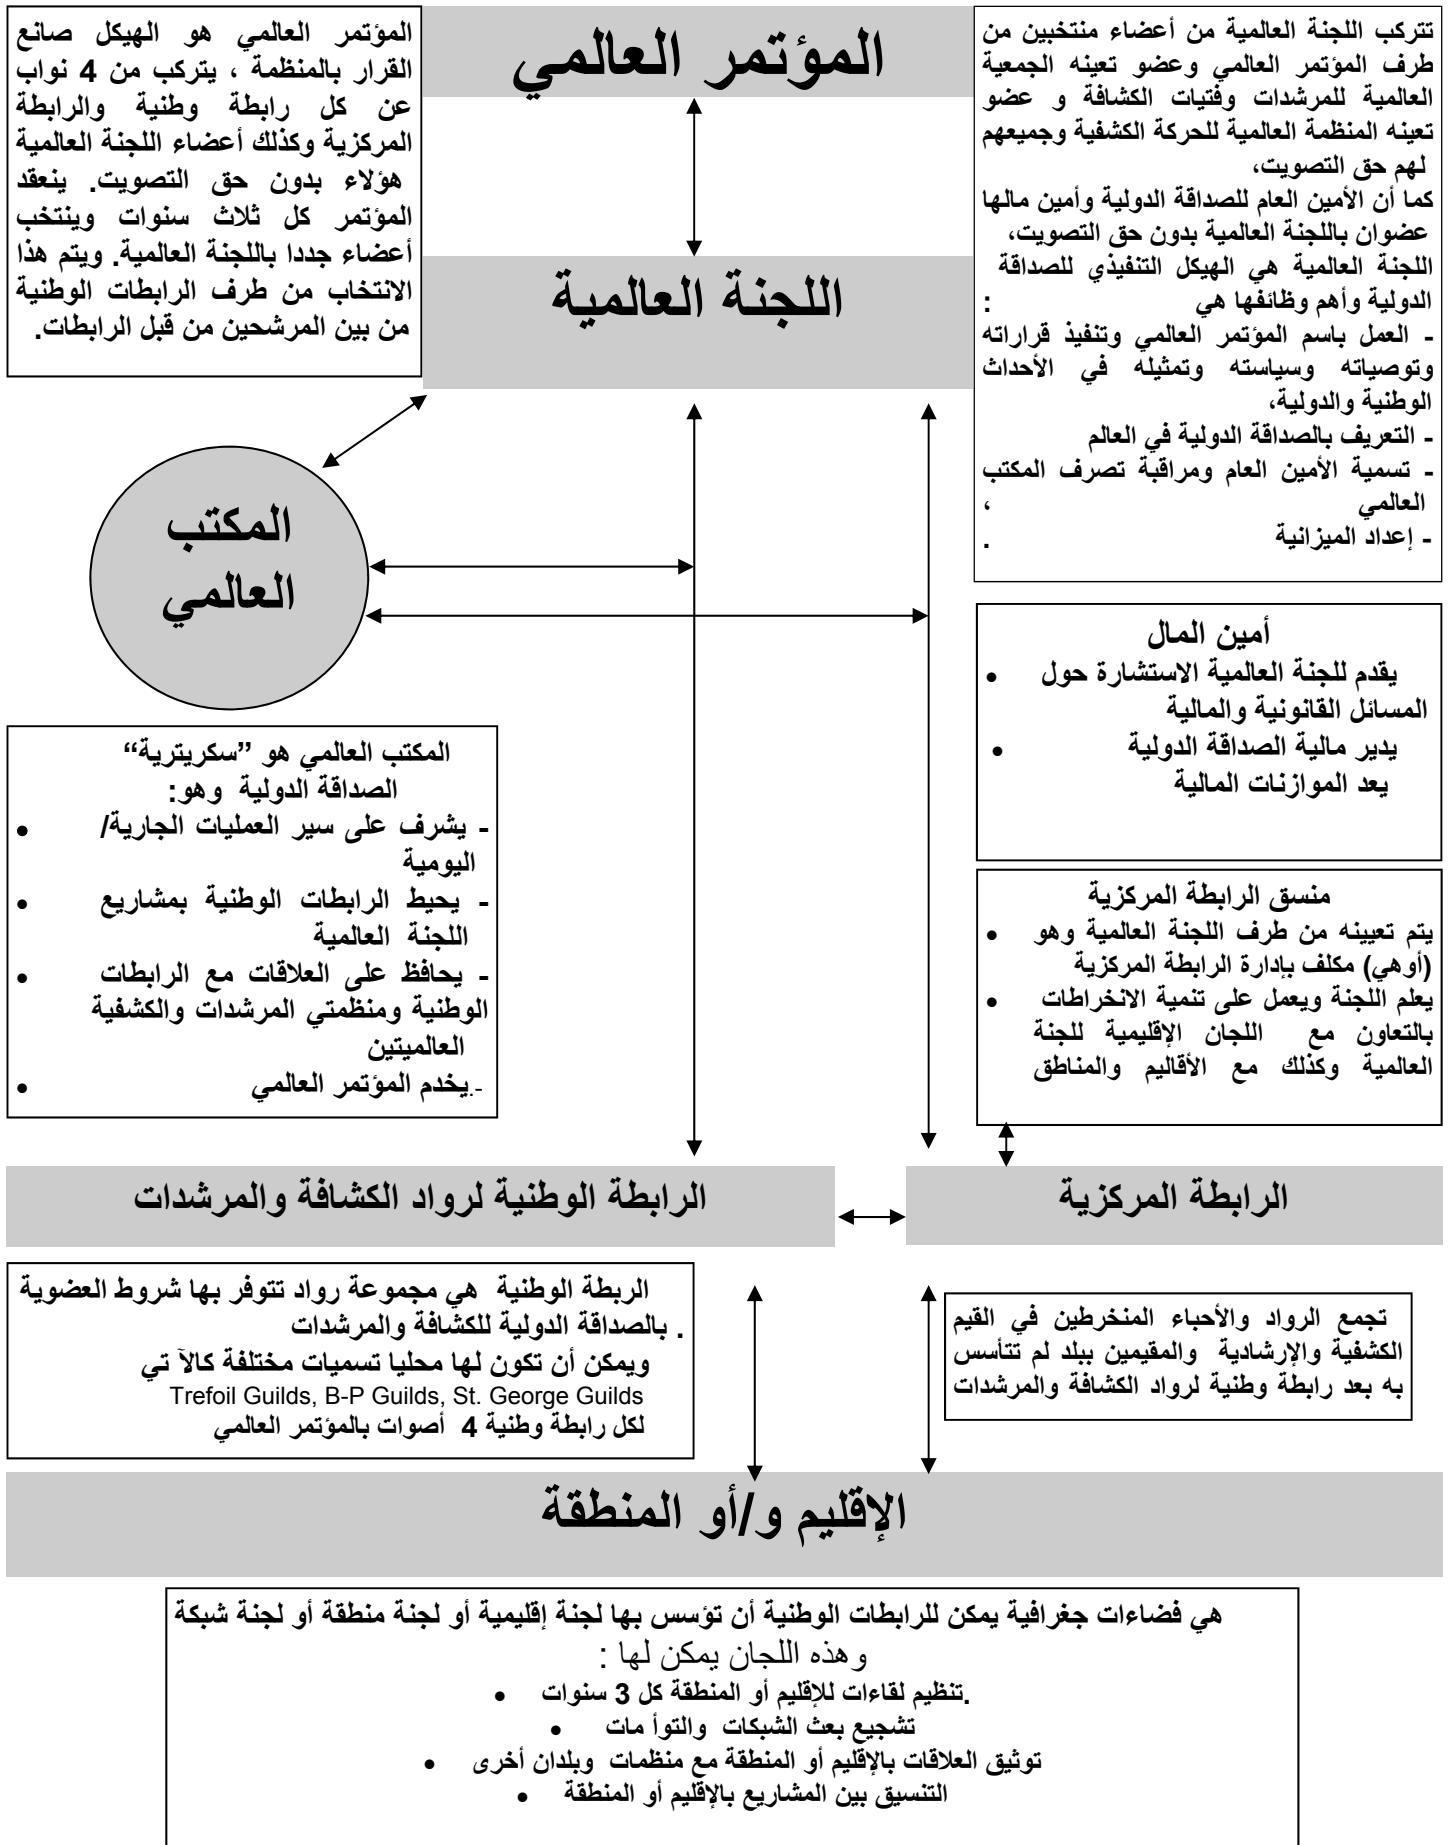 المؤتمر العالمي
المؤتمر العالمي هو الهيكل صانع
القرار بالمنظمة ، يتركب من 4 نواب
عن كل رابطة وطنية والرابطة
المركزية وكذلك أعضاء اللجنة العالمية
هؤلاء بدون حق التصويت. ينعقد
المؤتمر كل ثلاث سنوات وينتخب
أعضاء جددا باللجنة العالمية. ويتم هذا
الانتخاب من طرف الرابطات الوطنية
من بين المرشحين من قبل الرابطات.
تتركب اللجنة العالمية من أعضاء منتخبين من
طرف المؤتمر العالمي وعضو تعينه الجمعية
العالمية للمرشدات وفتيات الكشافة و عضو
تعينه المنظمة العالمية للحركة الكشفية وجميعهم
لهم حق التصويت،
كما أن الأمين العام للصداقة الدولية وأمين مالها
عضوان باللجنة العالمية بدون حق التصويت،
اللجنة العالمية هي الهيكل التنفيذي للصداقة
الدولية وأهم وظائفها هي :
- العمل باسم المؤتمر العالمي وتنفيذ قراراته
وتوصياته وسياسته وتمثيله في الأحداث
الوطنية والدولية،
- التعريف بالصداقة الدولية في العالم
- تسمية الأمين العام ومراقبة تصرف المكتب
العالمي ،
- إعداد الميزانية .
اللجنة العالمية
المكتب
العالمي
أمين المال
• يقدم للجنة العالمية الاستشارة حول
المسائل القانونية والمالية
• يدير مالية الصداقة الدولية
يعد الموازنات المالية
المكتب العالمي هو ”سكريترية“
الصداقة الدولية وهو:
• - يشرف على سير العمليات الجارية/
اليومية
• - يحيط الرابطات الوطنية بمشاريع
اللجنة العالمية
• - يحافظ على العلاقات مع الرابطات
الوطنية ومنظمتي المرشدات والكشفية
العالميتين
• -.يخدم المؤتمر العالمي
منسق الرابطة المركزية
• يتم تعيينه من طرف اللجنة العالمية وهو
(أوهي) مكلف بإدارة الرابطة المركزية
• يعلم اللجنة ويعمل على تنمية الانخراطات
بالتعاون مع اللجان الإقليمية للجنة
العالمية وكذلك مع الأقاليم والمناطق
الرابطة المركزية
الرابطة الوطنية لرواد الكشافة والمرشدات
تجمع الرواد والأحباء المنخرطين في القيم
الكشفية والإرشادية والمقيمين ببلد لم تتأسس
به بعد رابطة وطنية لرواد الكشافة والمرشدات
الربطة الوطنية هي مجموعة رواد تتوفر بها شروط العضوية
بالصداقة الدولية للكشافة والمرشدات .
ويمكن أن تكون لها محليا تسميات مختلفة كالآ تي
Trefoil Guilds, B-P Guilds, St. George Guilds
لكل رابطة وطنية 4 أصوات بالمؤتمر العالمي
الإقليم و/أو المنطقة
هي فضاءات جغرافية يمكن للرابطات الوطنية أن تؤسس بها لجنة إقليمية أو لجنة منطقة أو لجنة شبكة
وهذه اللجان يمكن لها :
• .تنظيم لقاءات للإقليم أو المنطقة كل 3 سنوات
• تشجيع بعث الشبكات والتوأ مات
• توثيق العلاقات بالإقليم أو المنطقة مع منظمات وبلدان أخرى
• التنسيق بين المشاريع بالإقليم أو المنطقة